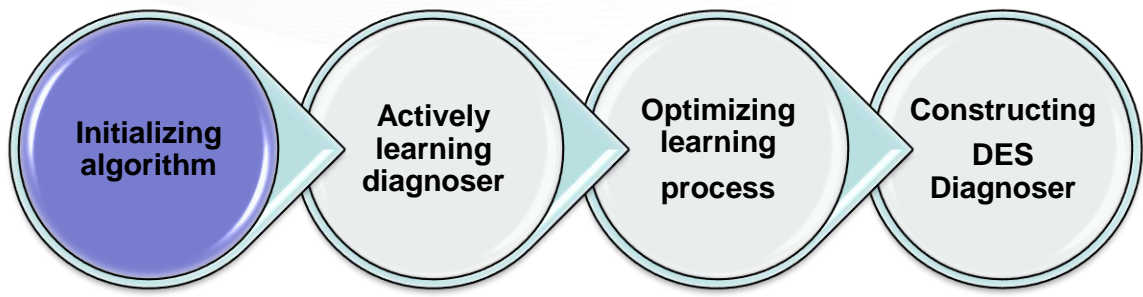 Initializing
algorithm
Actively
learning
diagnoser
Optimizing
learning
process
Constructing
DES
Diagnoser